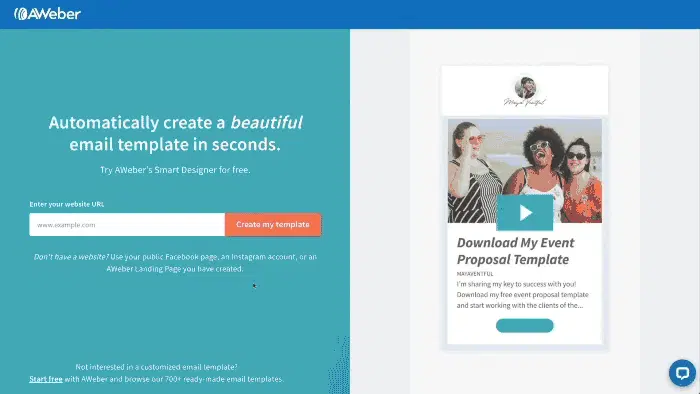 AWeber
Automatically create a beautiful
email template in seconds.
Try AWeber's Smart Designer for free.
Enter your website URL
www.example.com
Create my template
Don't have a website? Use your public Facebook page, an Instagram account, or an
AWeber Landing Page you have created.
Not interested in a customized email template?
Start free with AWeber and browse our 700+ ready-made email templates.
Maya Ventful
Download My Event
Proposal Template
MAYAVENTFUL
I'm sharing my key to success with you!
Download my free event proposal template
and start working with the clients of the...